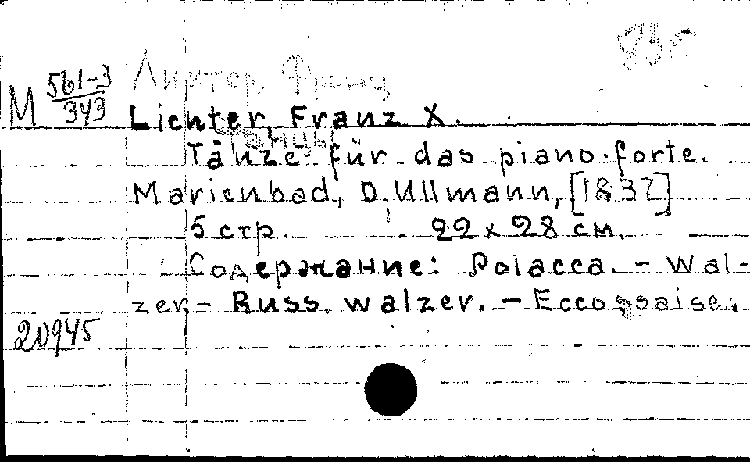 М 561-3/343
Франц
Lichter Franz X.
Танцы
Tänze für das piano-forte.
Marienbad, D. Ullmann, [1837]
5 стр. 22 x 28 см.
Содержание: Polacca. - Wal-
zer - Russ. walzer. - Eccossaise.
20945